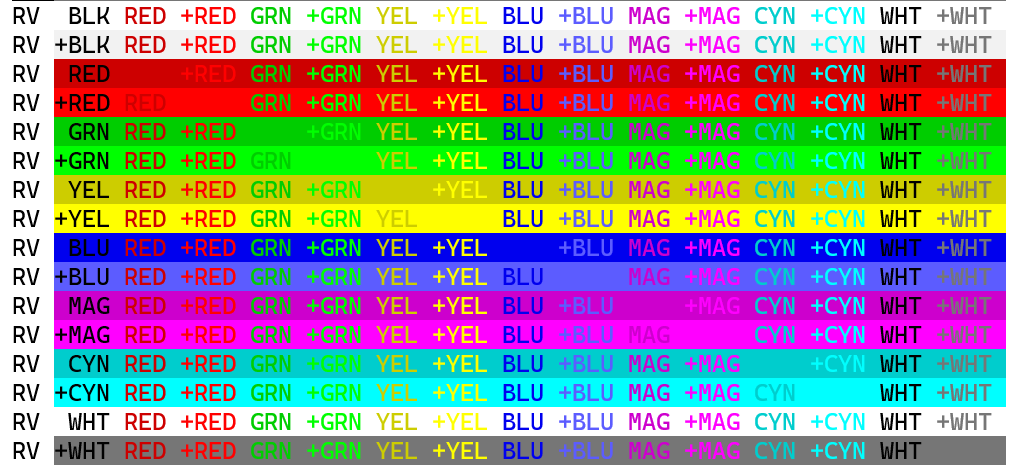 RV BLK RED +RED GRN +GRN YEL +YEL BLU +BLU MAG +MAG CYN +CYN WHT +WHT
RV +BLK RED +RED GRN +GRN YEL +YEL BLU +BLU MAG +MAG CYN +CYN WHT +WHT
RV RED +RED GRN +GRN YEL +YEL BLU +BLU MAG +MAG CYN +CYN WHT +WHT
RV +RED RED GRN +GRN YEL +YEL BLU +BLU MAG +MAG CYN +CYN WHT +WHT
RV GRN RED +RED +GRN YEL +YEL BLU +BLU MAG +MAG CYN +CYN WHT +WHT
RV +GRN RED +RED GRN YEL +YEL BLU +BLU MAG +MAG CYN +CYN WHT +WHT
RV YEL RED +RED GRN +GRN +YEL BLU +BLU MAG +MAG CYN +CYN WHT +WHT
RV +YEL RED +RED GRN +GRN YEL BLU +BLU MAG +MAG CYN +CYN WHT +WHT
RV BLU RED +RED GRN +GRN YEL +YEL +BLU MAG +MAG CYN +CYN WHT +WHT
RV +BLU RED +RED GRN +GRN YEL +YEL BLU MAG +MAG CYN +CYN WHT +WHT
RV MAG RED +RED GRN +GRN YEL +YEL BLU +BLU +MAG CYN +CYN WHT +WHT
RV +MAG RED +RED GRN +GRN YEL +YEL BLU +BLU MAG CYN +CYN WHT +WHT
RV CYN RED +RED GRN +GRN YEL +YEL BLU +BLU MAG +MAG +CYN WHT +WHT
RV +CYN RED +RED GRN +GRN YEL +YEL BLU +BLU MAG +MAG CYN WHT +WHT
RV WHT RED +RED GRN +GRN YEL +YEL BLU +BLU MAG +MAG CYN +CYN WHT +WHT
RV +WHT RED +RED GRN +GRN YEL +YEL BLU +BLU MAG +MAG CYN +CYN WHT